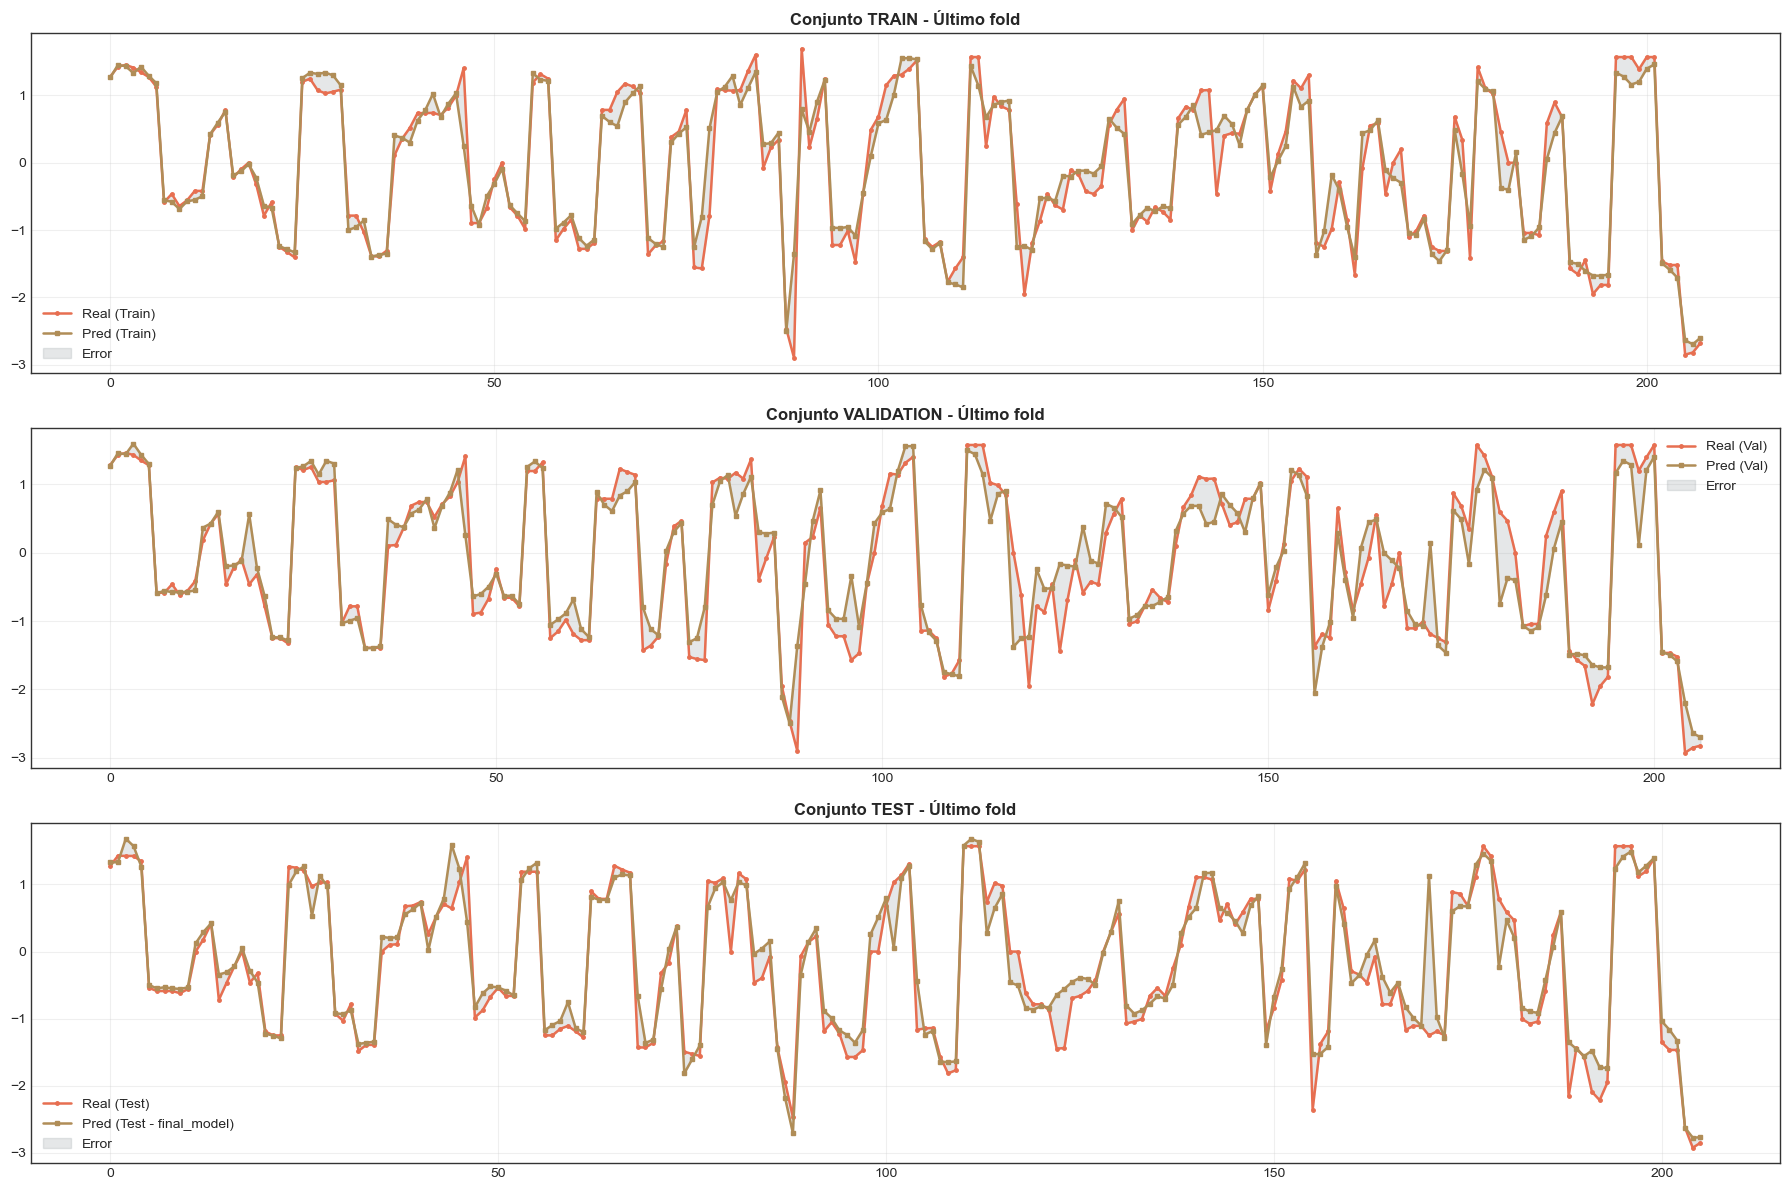 Conjunto TRAIN - Último fold
1
0
−1
−2
−3
Real (Train)
Pred (Train)
Error
0 50 100 150 200
Conjunto VALIDATION - Último fold
1
0
−1
−2
−3
Real (Val)
Pred (Val)
Error
0 50 100 150 200
Conjunto TEST - Último fold
1
0
−1
−2
−3
Real (Test)
Pred (Test - final_model)
Error
0 50 100 150 200